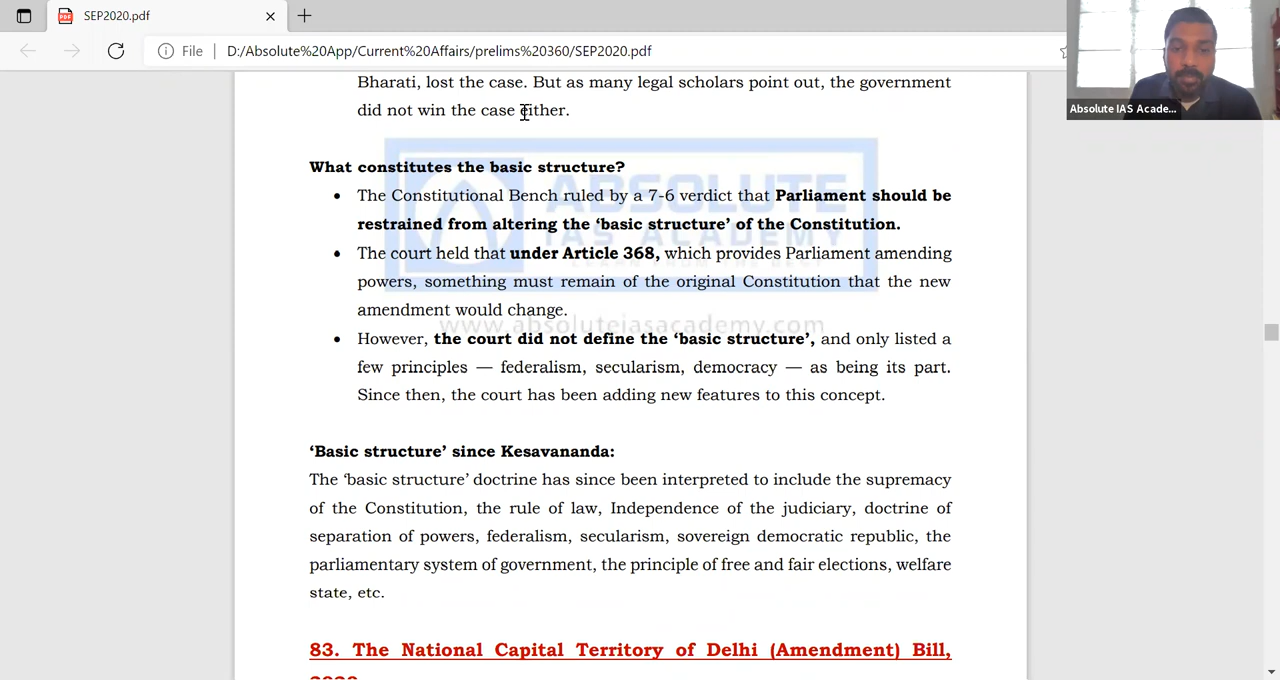 SEP2020.pdf
File | D:/Absolute%20App/Current%20Affairs/prelims%20360/SEP2020.pdf
Absolute IAS Acade...
Bharati, lost the case. But as many legal scholars point out, the government
did not win the case either.
What constitutes the basic structure?
• The Constitutional Bench ruled by a 7-6 verdict that Parliament should be
restrained from altering the ‘basic structure’ of the Constitution.
• The court held that under Article 368, which provides Parliament amending
powers, something must remain of the original Constitution that the new
amendment would change.
• However, the court did not define the ‘basic structure’, and only listed a
few principles — federalism, secularism, democracy — as being its part.
Since then, the court has been adding new features to this concept.
ABSOLUTE
IAS ACADEMY
www.absoluteiasacademy.com
‘Basic structure’ since Kesavananda:
The ‘basic structure’ doctrine has since been interpreted to include the supremacy
of the Constitution, the rule of law, Independence of the judiciary, doctrine of
separation of powers, federalism, secularism, sovereign democratic republic, the
parliamentary system of government, the principle of free and fair elections, welfare
state, etc.
83. The National Capital Territory of Delhi (Amendment) Bill,